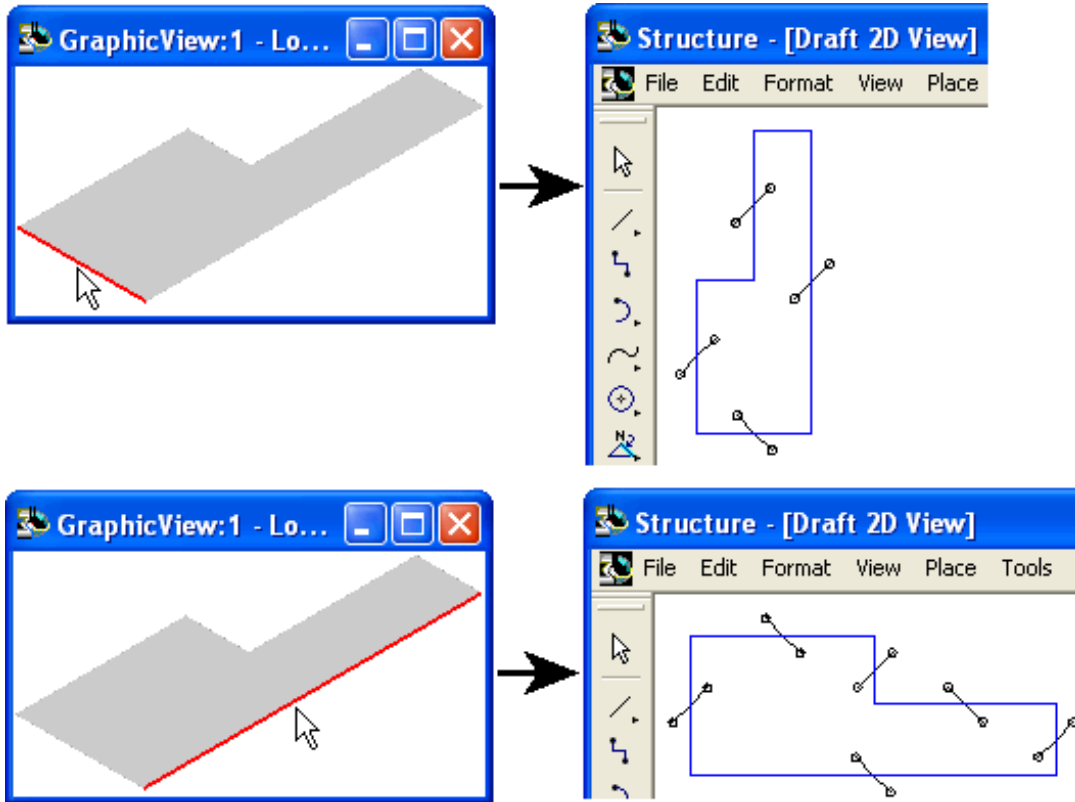 GraphicView:1 - Lo...
Structure - [Draft 2D View]
File Edit Format View Place
N
GraphicView:1 - Lo...
Structure - [Draft 2D View]
File Edit Format View Place Tools